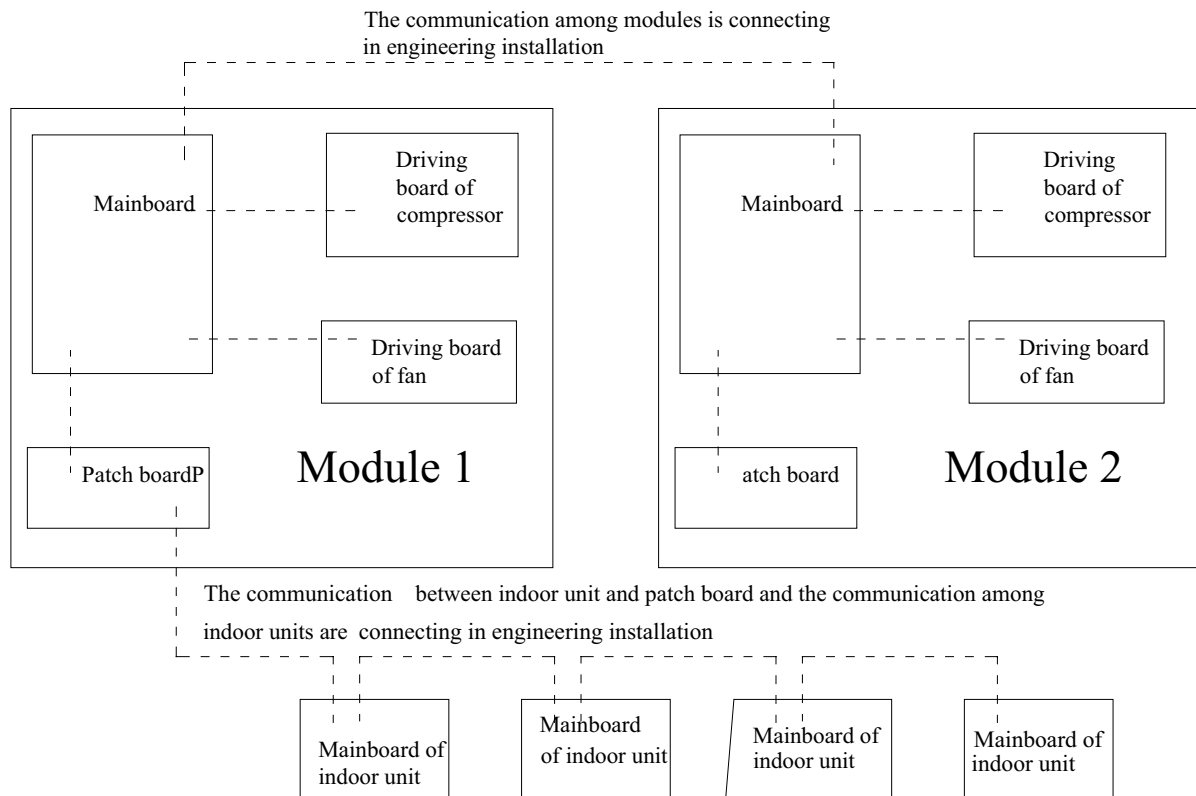 The communication among modules is connecting
in engineering installation
Mainboard
Driving
board of
compressor
Driving board
of fan
Patch boardP
Module 1
Mainboard
Driving
board of
compressor
Driving board
of fan
atch board
Module 2
The communication between indoor unit and patch board and the communication among
indoor units are connecting in engineering installation
Mainboard of
indoor unit
Mainboard
of indoor unit
Mainboard of
indoor unit
Mainboard of
indoor unit